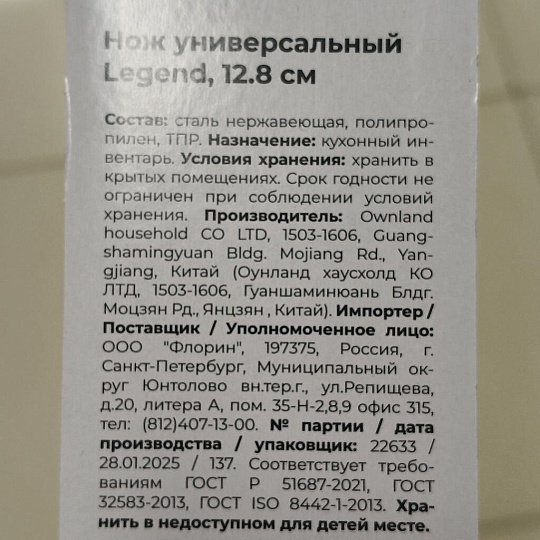 Нож универсальный
Legend, 12.8 см
Состав: сталь нержавеющая, полипро-
пилен, ТПР. Назначение: кухонный ин-
вентарь. Условия хранения: хранить в
крытых помещениях. Срок годности не
ограничен при соблюдении условий
хранения. Производитель: Ownland
household CO LTD, 1503-1606, Guang-
shamingyuan Bldg. Mojiang Rd., Yan-
gjiang, Китай (Оунланд хаусхолд КО
ЛТД, 1503-1606, Гуаншаминюань Блдг.
Моцзян Рд., Янцзян , Китай). Импортер /
Поставщик / Уполномоченное лицо:
ООО "Флорин", 197375, Россия, г.
Санкт-Петербург, Муниципальный ок-
руг Юнтолово вн.тер.г., ул.Репищева,
д.20, литера А, пом. 35-Н-2,8,9 офис 315,
тел: (812)407-13-00. № партии / дата
производства / упаковщик: 22633 /
28.01.2025 / 137. Соответствует требо-
ваниям ГОСТ Р 51687-2021, ГОСТ
32583-2013, ГОСТ ISO 8442-1-2013. Хра-
нить в недоступном для детей месте.